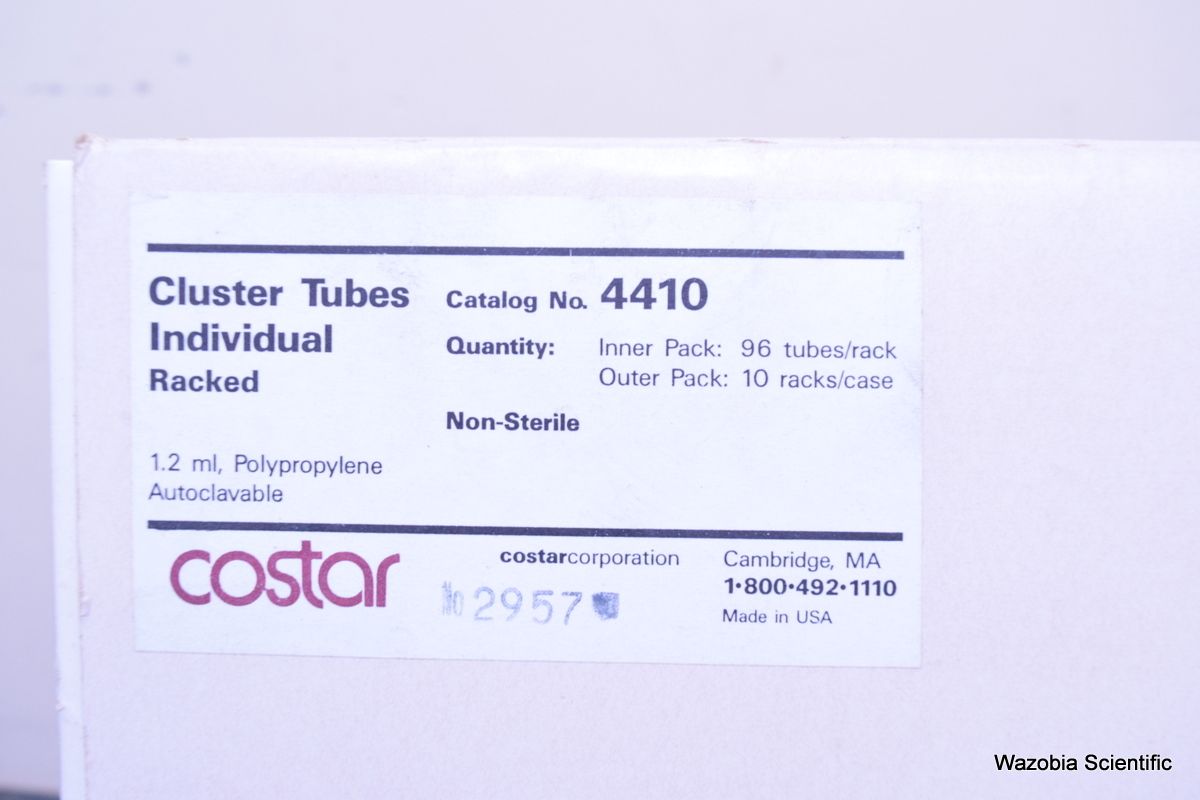 Cluster Tubes
Individual
Racked
Catalog No. 4410
Quantity: Inner Pack: 96 tubes/rack
Outer Pack: 10 racks/case
Non-Sterile
1.2 ml, Polypropylene
Autoclavable
costar
costarcorporation
2957
Cambridge, MA
1•800•492•1110
Made in USA
Wazobia Scientific